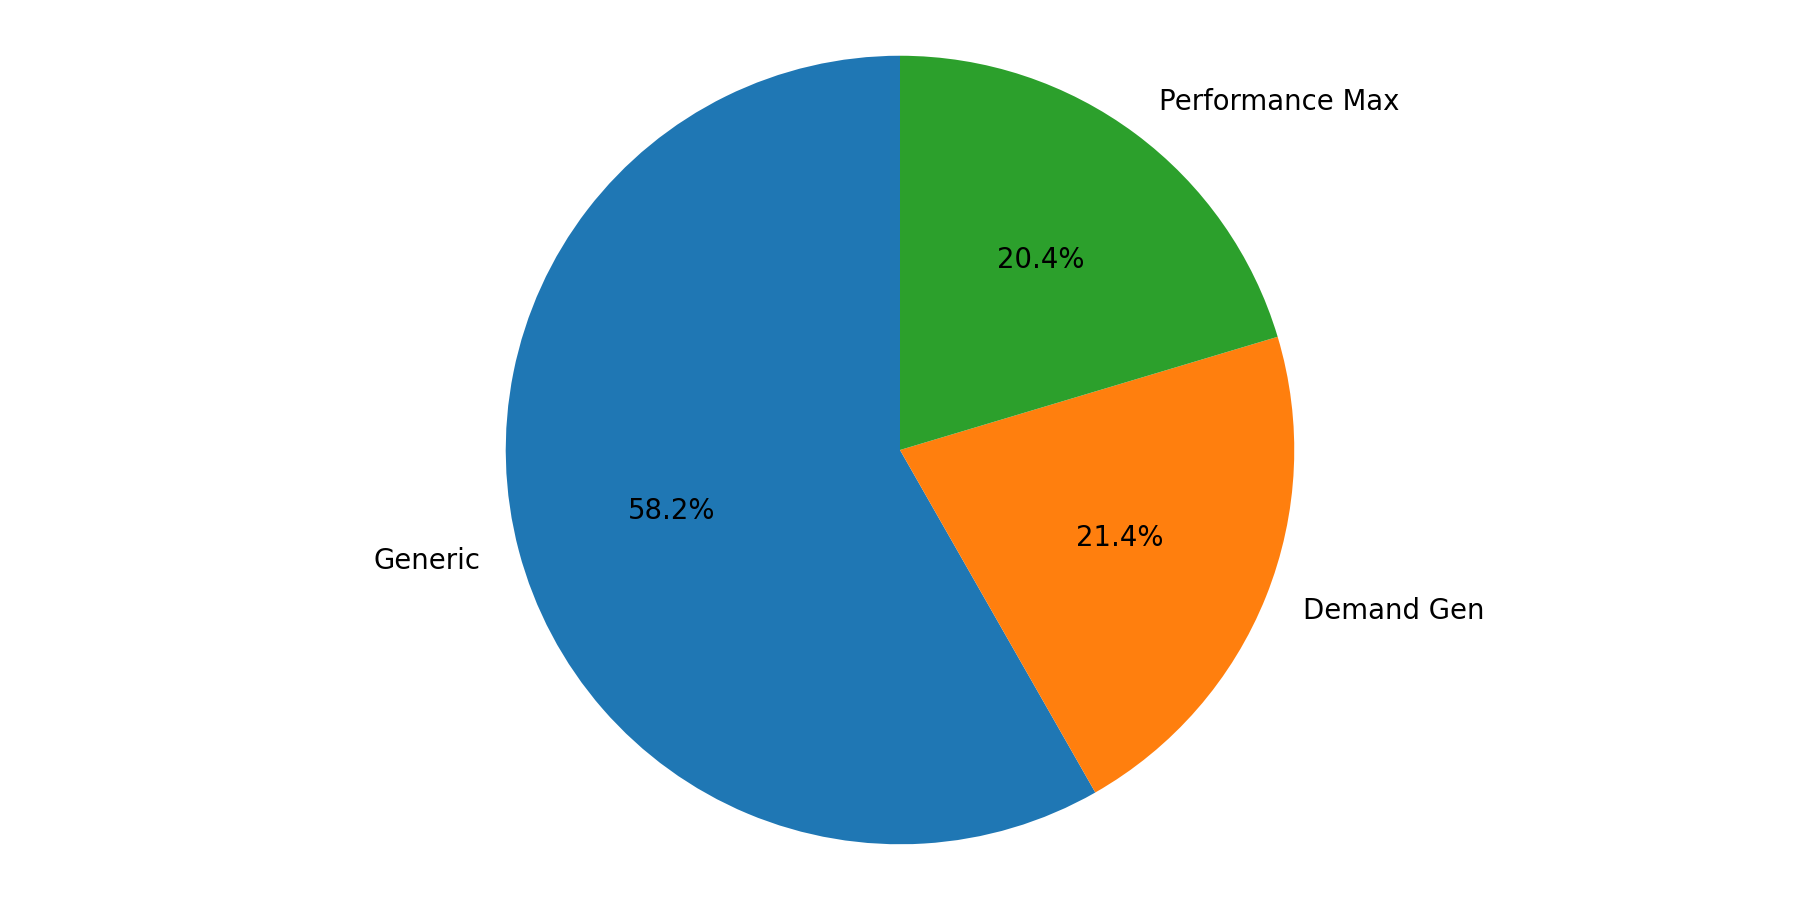 Performance Max
20.4%
58.2%
21.4%
Generic
Demand Gen